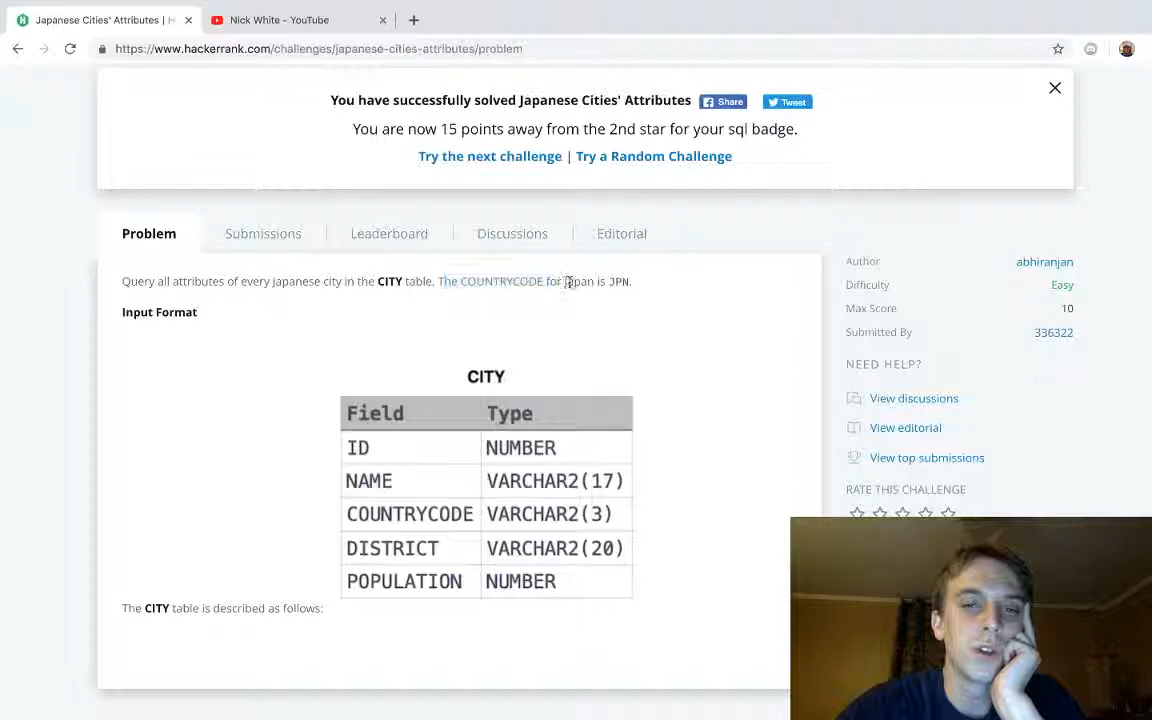 Japanese Cities' Attributes | H
Nick White - YouTube
https://www.hackerrank.com/challenges/japanese-cities-attributes/problem
You have successfully solved Japanese Cities' Attributes Share Tweet
You are now 15 points away from the 2nd star for your sql badge.
Try the next challenge | Try a Random Challenge
Problem
Submissions
Leaderboard
Discussions
Editorial
Query all attributes of every Japanese city in the CITY table. The COUNTRYCODE for Japan is JPN.
Input Format
CITY
Field Type
ID NUMBER
NAME VARCHAR2(17)
COUNTRYCODE VARCHAR2(3)
DISTRICT VARCHAR2(20)
POPULATION NUMBER
The CITY table is described as follows:
Author abhiranjan
Difficulty Easy
Max Score 10
Submitted By 336322
NEED HELP?
View discussions
View editorial
View top submissions
RATE THIS CHALLENGE